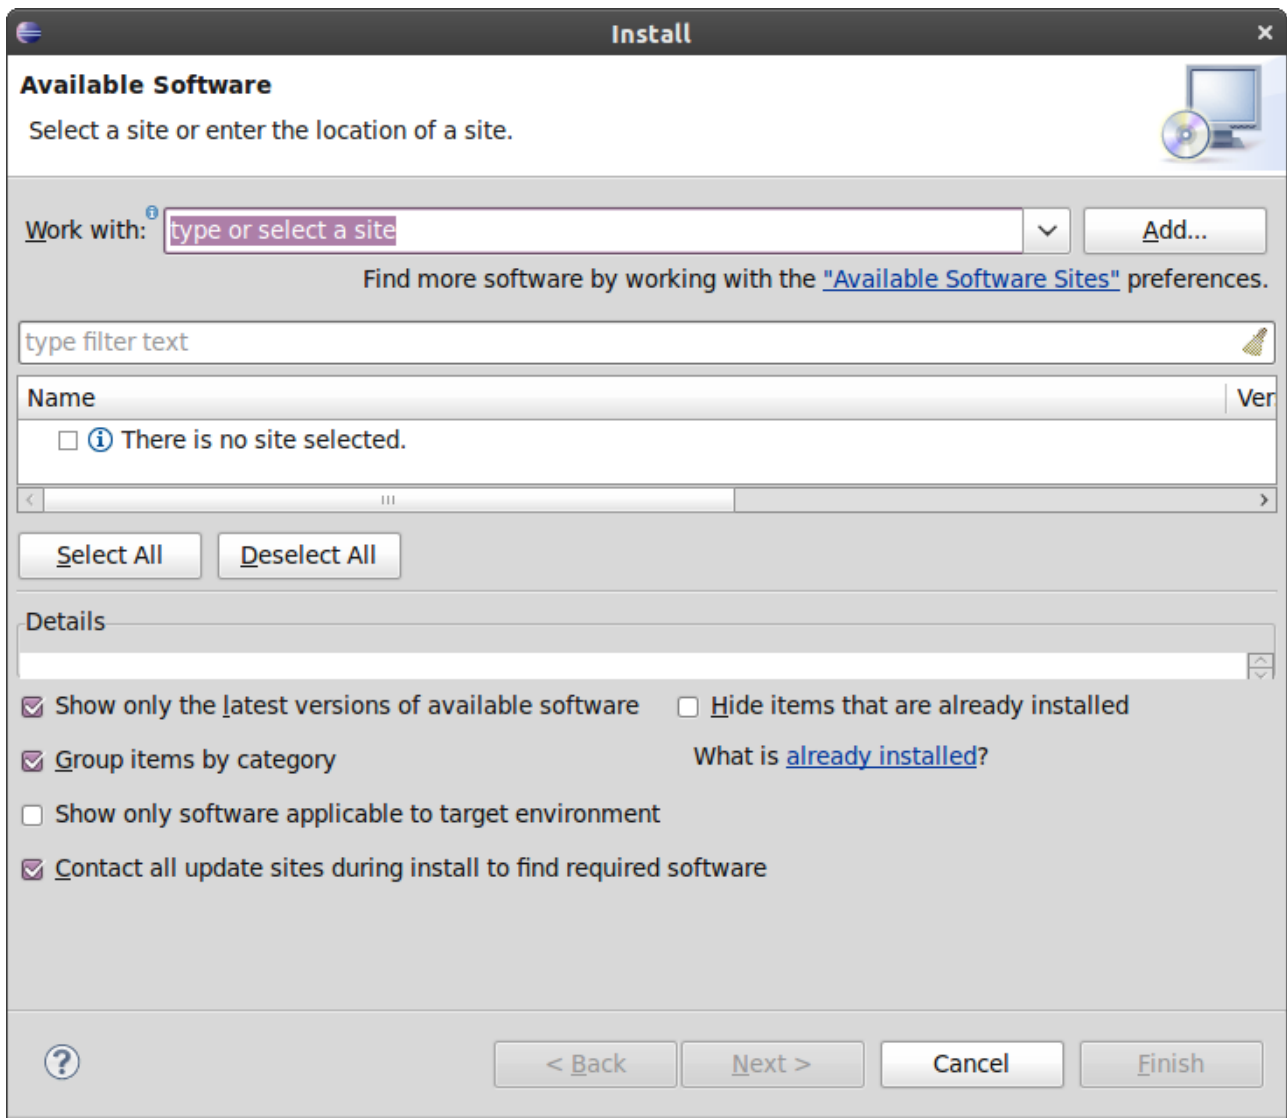 Install
Available Software
Select a site or enter the location of a site.
Work with: type or select a site Add...
Find more software by working with the "Available Software Sites" preferences.
type filter text
Name Ver
There is no site selected.
Select All Deselect All
Details
Show only the latest versions of available software Hide items that are already installed
Group items by category What is already installed?
Show only software applicable to target environment
Contact all update sites during install to find required software
< Back Next > Cancel Finish